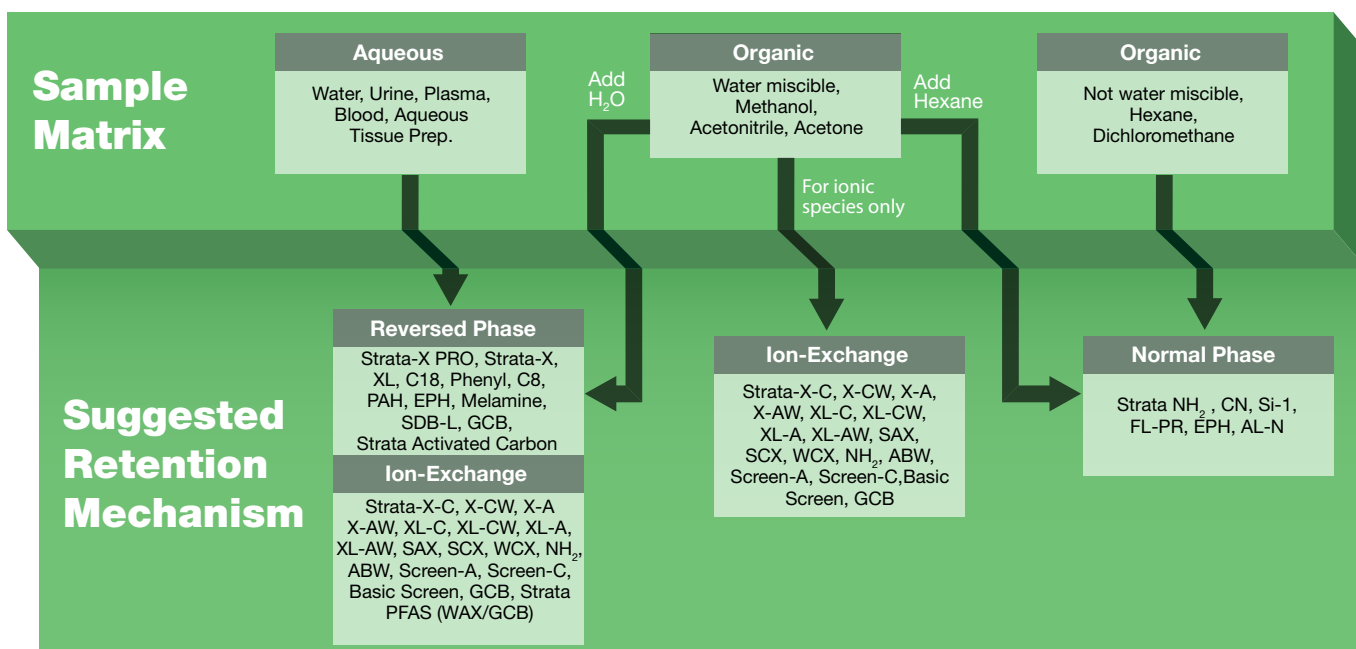 Sample
Matrix
Aqueous
Water, Urine, Plasma,
Blood, Aqueous
Tissue Prep.
Add
H₂O
Organic
Water miscible,
Methanol,
Acetonitrile, Acetone
Add
Hexane
Organic
Not water miscible,
Hexane,
Dichloromethane
For ionic
species only
Suggested
Retention
Mechanism
Reversed Phase
Strata-X PRO, Strata-X,
XL, C18, Phenyl, C8,
PAH, EPH, Melamine,
SDB-L, GCB,
Strata Activated Carbon
Ion-Exchange
Strata-X-C, X-CW, X-A
X-AW, XL-C, XL-CW, XL-A,
XL-AW, SAX, SCX, WCX, NH₂,
ABW, Screen-A, Screen-C,
Basic Screen, GCB, Strata
PFAS (WAX/GCB)
Ion-Exchange
Strata-X-C, X-CW, X-A,
X-AW, XL-C, XL-CW,
XL-A, XL-AW, SAX,
SCX, WCX, NH₂, ABW,
Screen-A, Screen-C,Basic
Screen, GCB
Normal Phase
Strata NH₂ , CN, Si-1,
FL-PR, EPH, AL-N